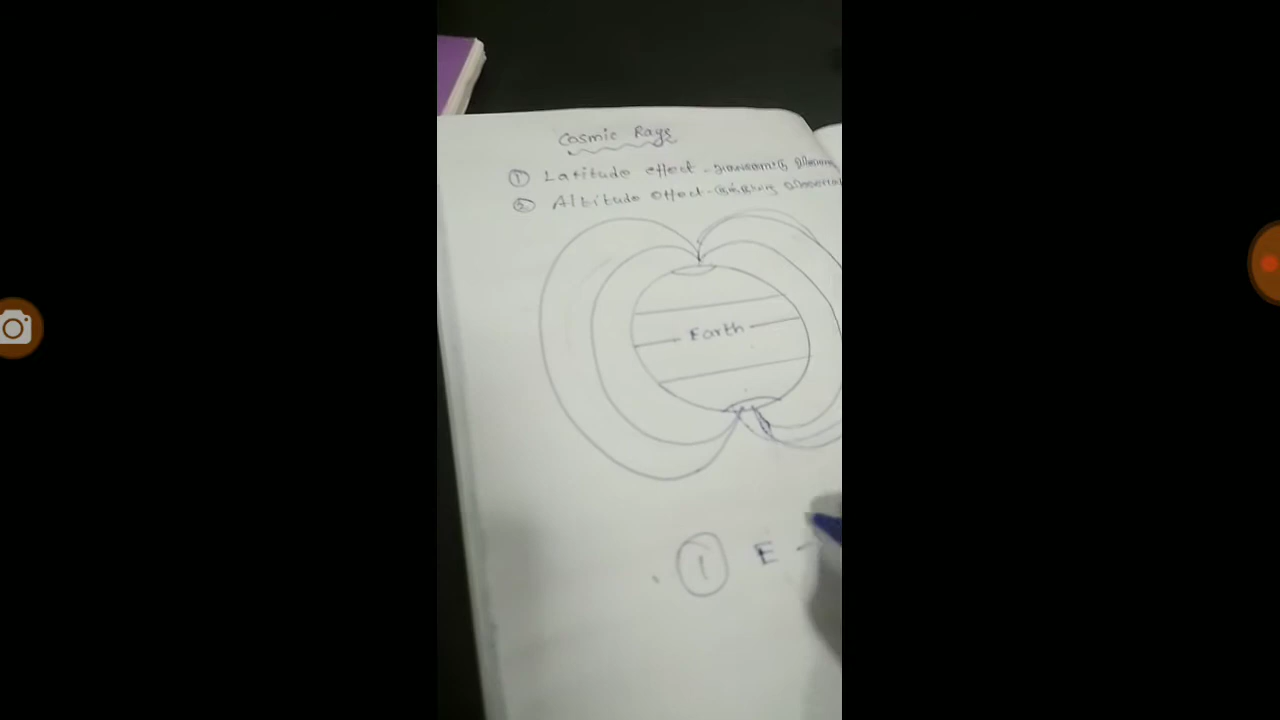 Cosmic Rays
① Latitude effect -
② Altitude effect -
Earth
① E -